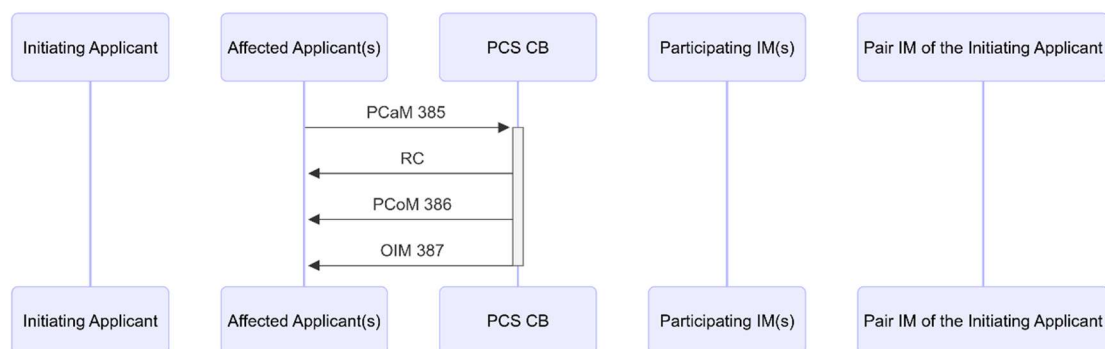 Initiating Applicant
Affected Applicant(s)
PCS CB
Participating IM(s)
Pair IM of the Initiating Applicant
PCaM 385
RC
PCoM 386
OIM 387
Initiating Applicant
Affected Applicant(s)
PCS CB
Participating IM(s)
Pair IM of the Initiating Applicant